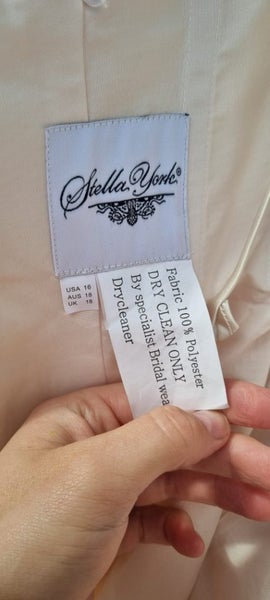 Stella York®
USA 16
AUS 18
UK 18
Fabric 100% Polyester
DRY CLEAN ONLY
By specialist Bridal wea
Drycleaner